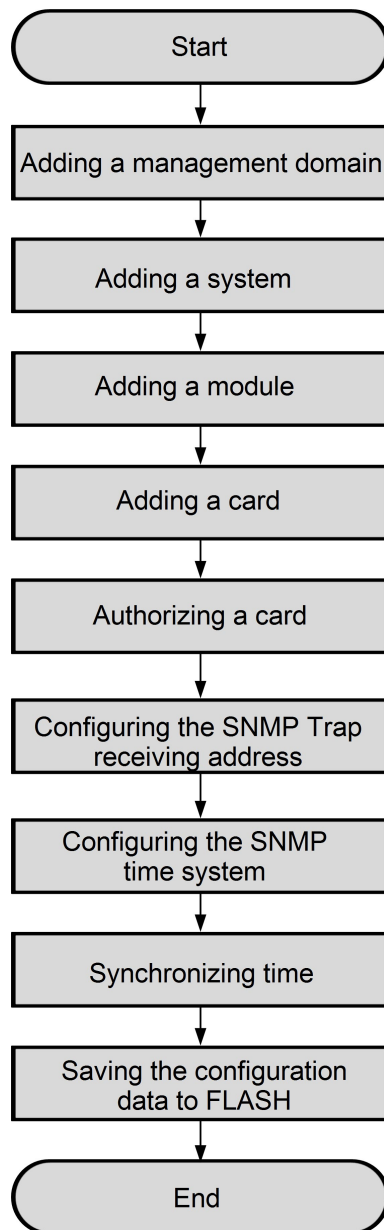 Start
Adding a management domain
Adding a system
Adding a module
Adding a card
Authorizing a card
Configuring the SNMP Trap
receiving address
Configuring the SNMP
time system
Synchronizing time
Saving the configuration
data to FLASH
End